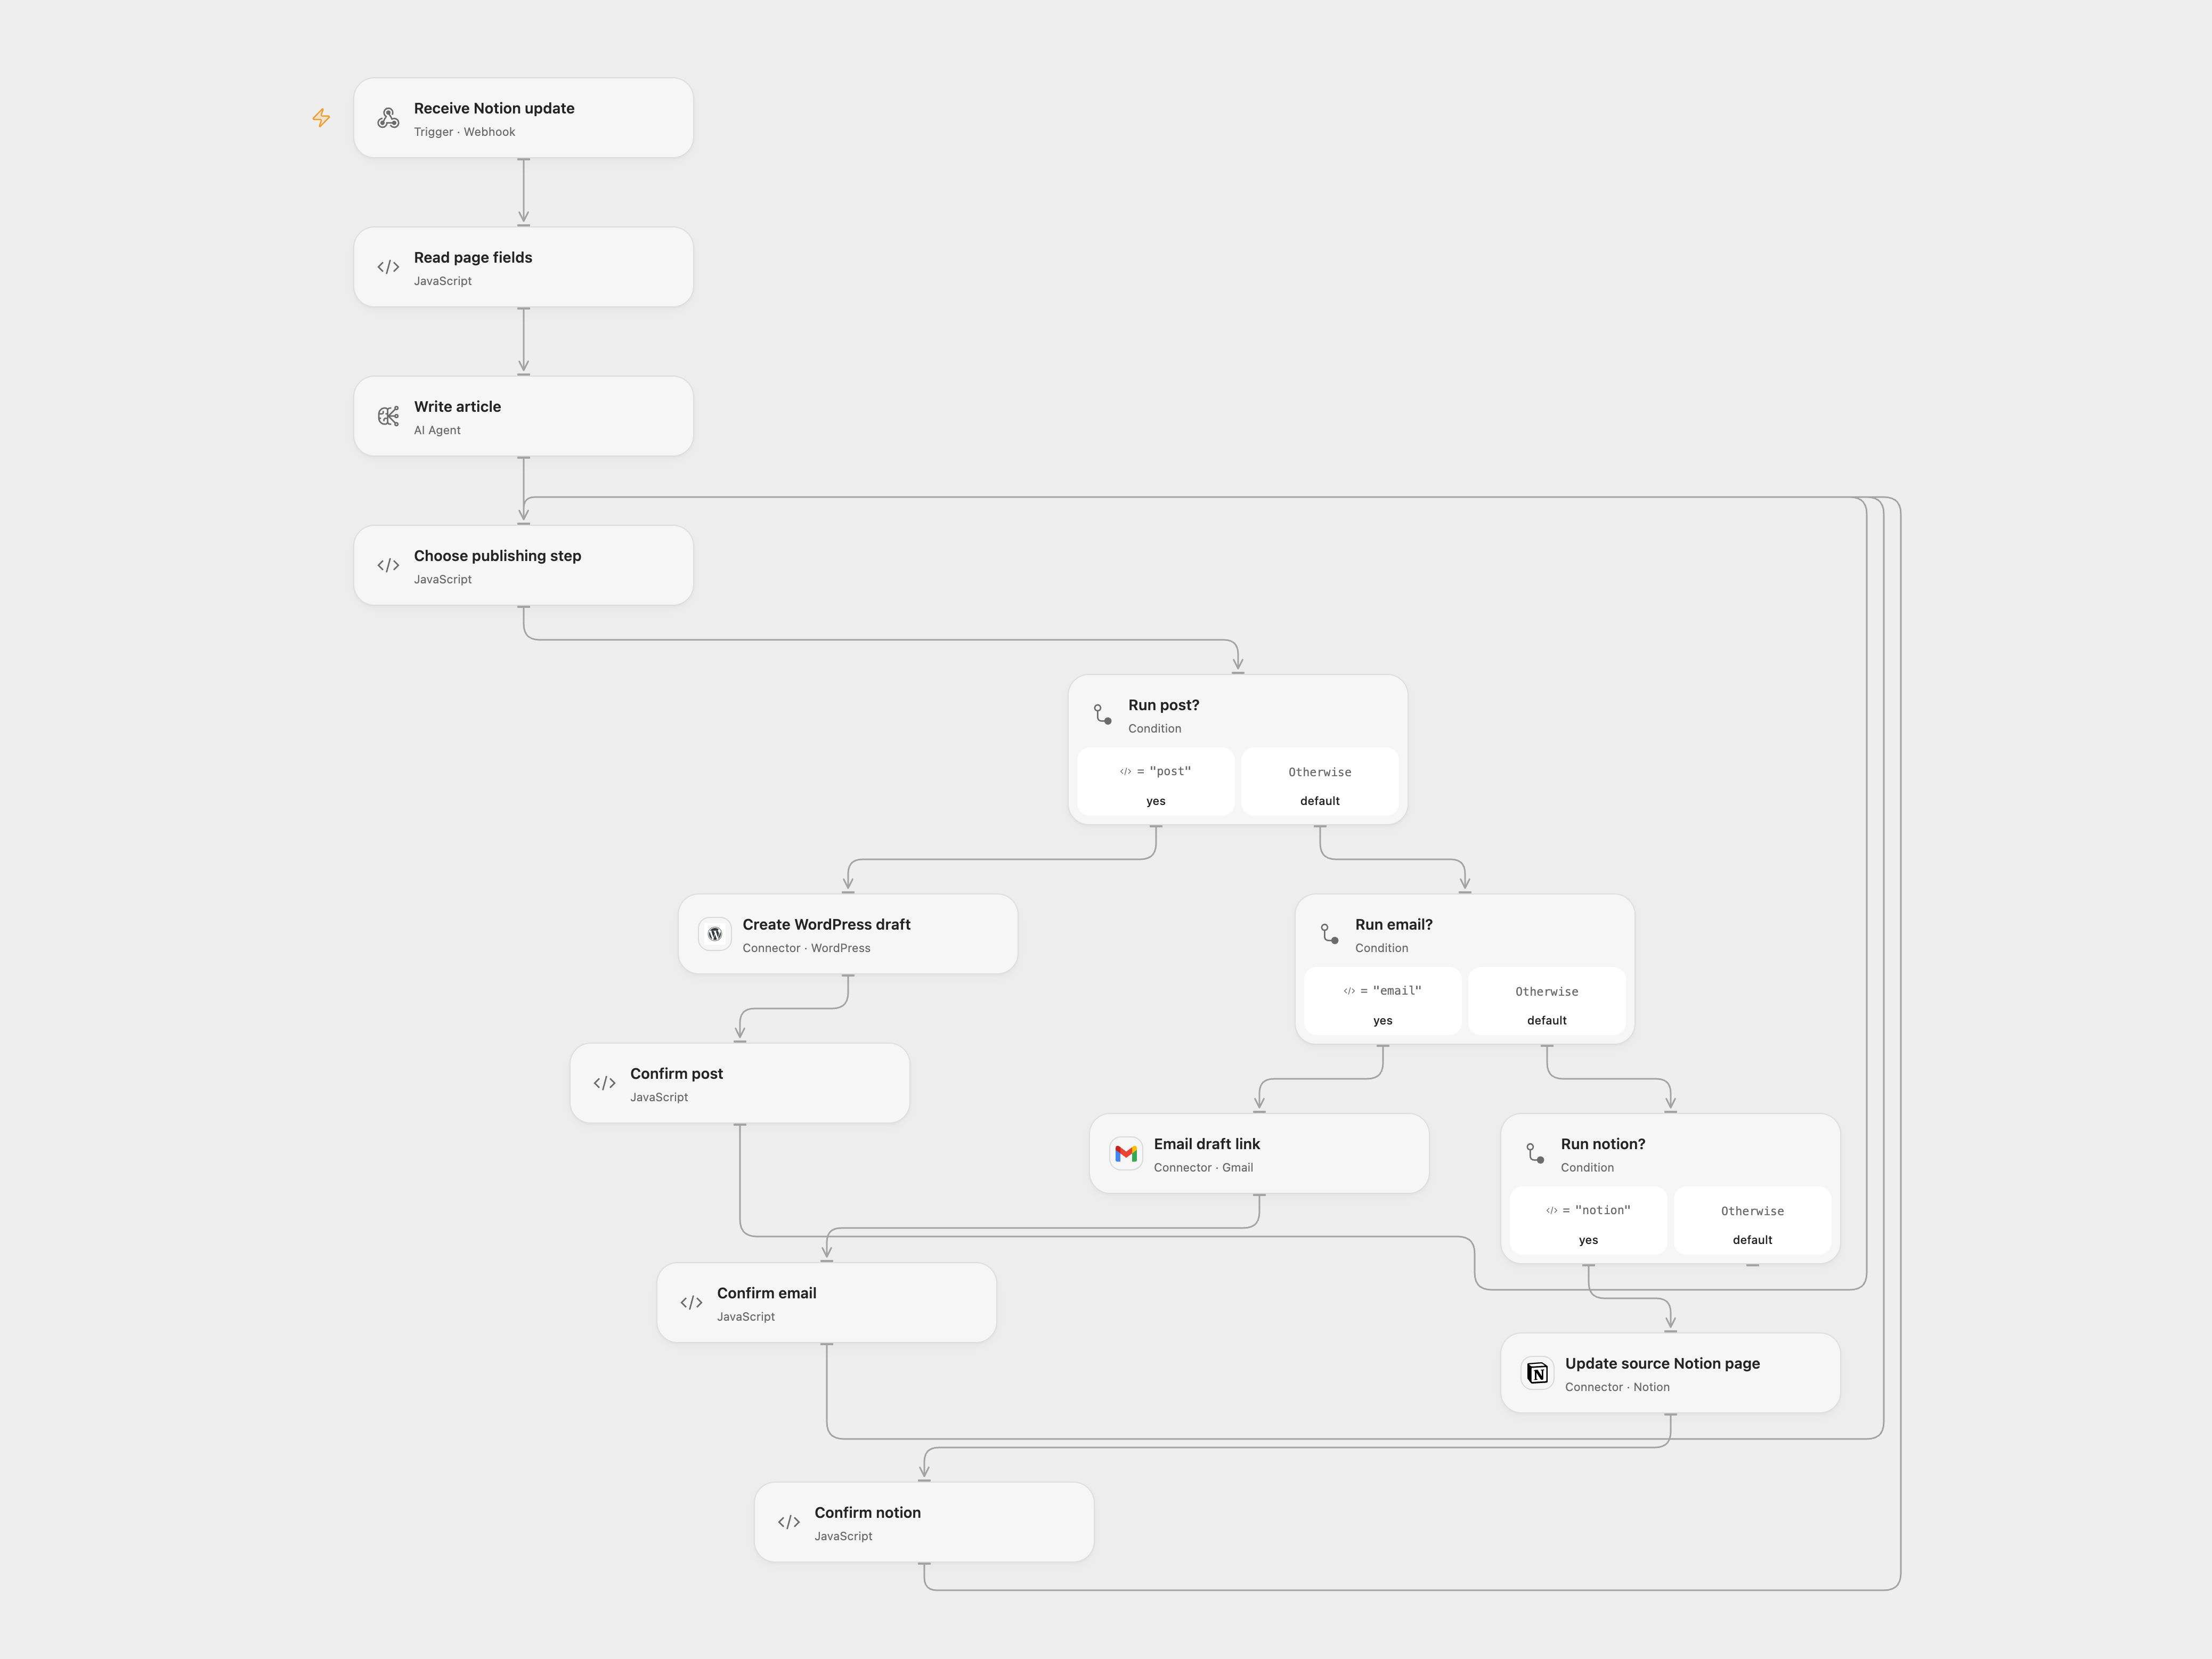 Receive Notion update
Trigger · Webhook
Read page fields
JavaScript
Write article
AI Agent
Choose publishing step
JavaScript
Run post?
Condition
</> = "post"
yes
Otherwise
default
Create WordPress draft
Connector · WordPress
Run email?
Condition
</> = "email"
yes
Otherwise
default
Confirm post
JavaScript
Email draft link
Connector · Gmail
Run notion?
Condition
</> = "notion"
yes
Otherwise
default
Confirm email
JavaScript
Update source Notion page
Connector · Notion
Confirm notion
JavaScript